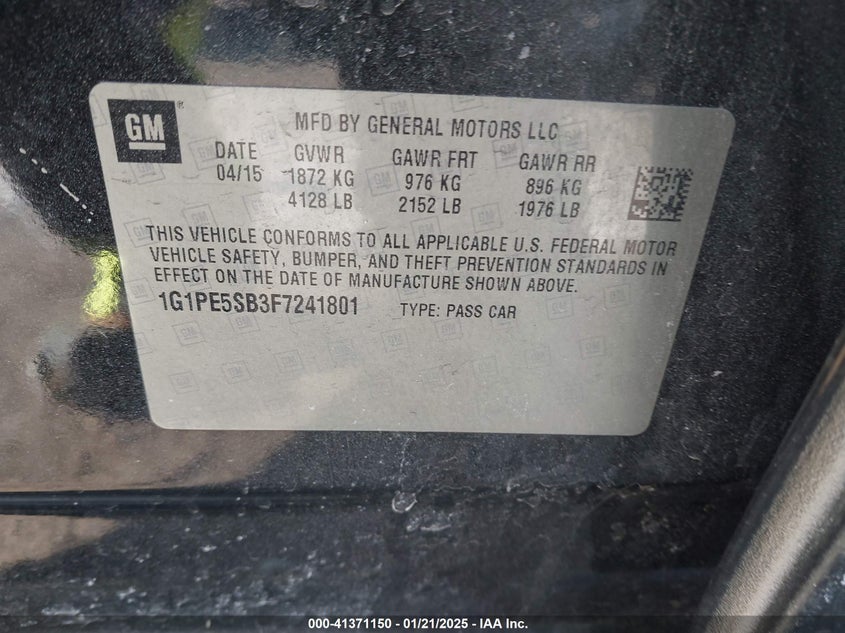 GM®
MFD BY GENERAL MOTORS LLC
DATE GVWR GAWR FRT GAWR RR
04/15 1872 KG 976 KG 896 KG
4128 LB 2152 LB 1976 LB
THIS VEHICLE CONFORMS TO ALL APPLICABLE U.S. FEDERAL MOTOR
VEHICLE SAFETY, BUMPER, AND THEFT PREVENTION STANDARDS IN
EFFECT ON THE DATE OF MANUFACTURE SHOWN ABOVE.
1G1PE5SB3F7241801 TYPE: PASS CAR
000-41371150 - 01/21/2025 - IAA Inc.